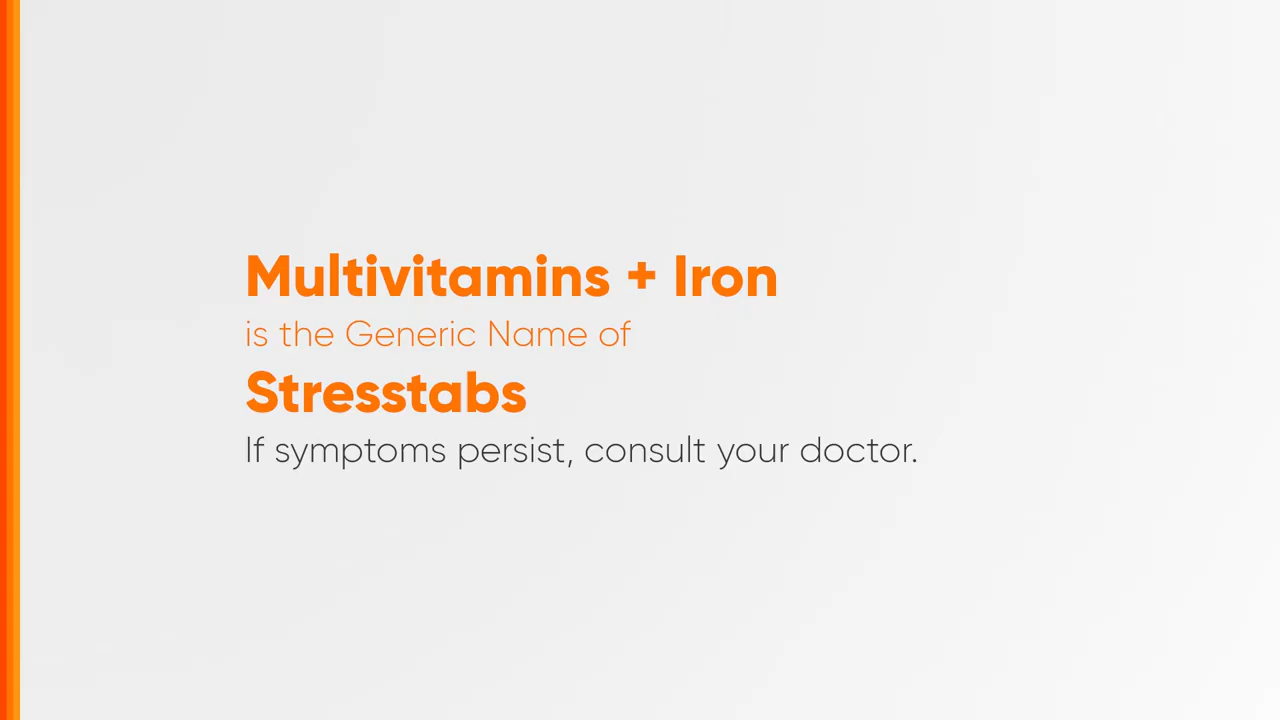 Multivitamins + Iron
is the Generic Name of
Stresstabs
If symptoms persist, consult your doctor.